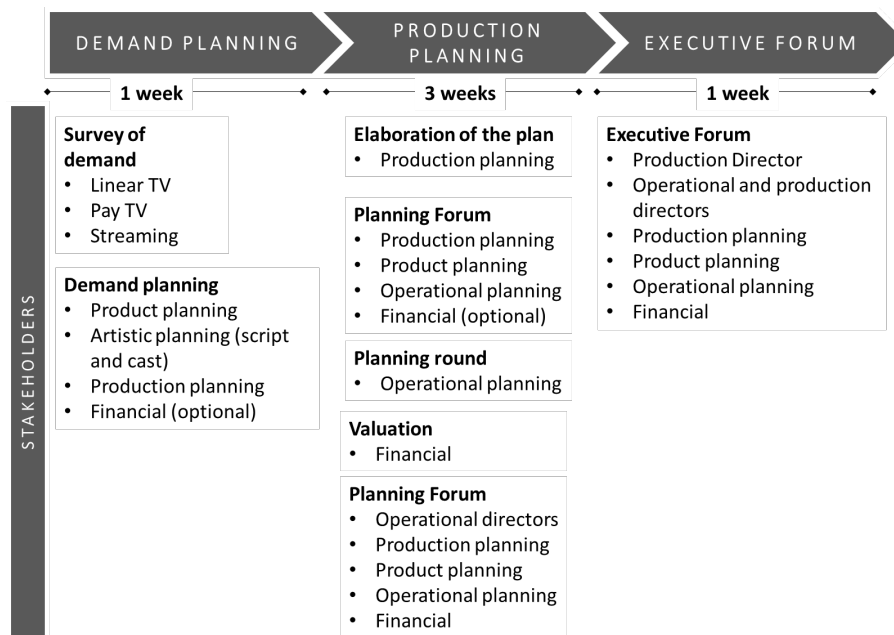 DEMAND PLANNING
PRODUCTION
PLANNING
EXECUTIVE FORUM
1 week
3 weeks
1 week
STAKEHOLDERS
Survey of
demand
• Linear TV
• Pay TV
• Streaming
Demand planning
• Product planning
• Artistic planning (script
and cast)
• Production planning
• Financial (optional)
Elaboration of the plan
• Production planning
Planning Forum
• Production planning
• Product planning
• Operational planning
• Financial (optional)
Planning round
• Operational planning
Valuation
• Financial
Planning Forum
• Operational directors
• Production planning
• Product planning
• Operational planning
• Financial
Executive Forum
• Production Director
• Operational and production
directors
• Production planning
• Product planning
• Operational planning
• Financial